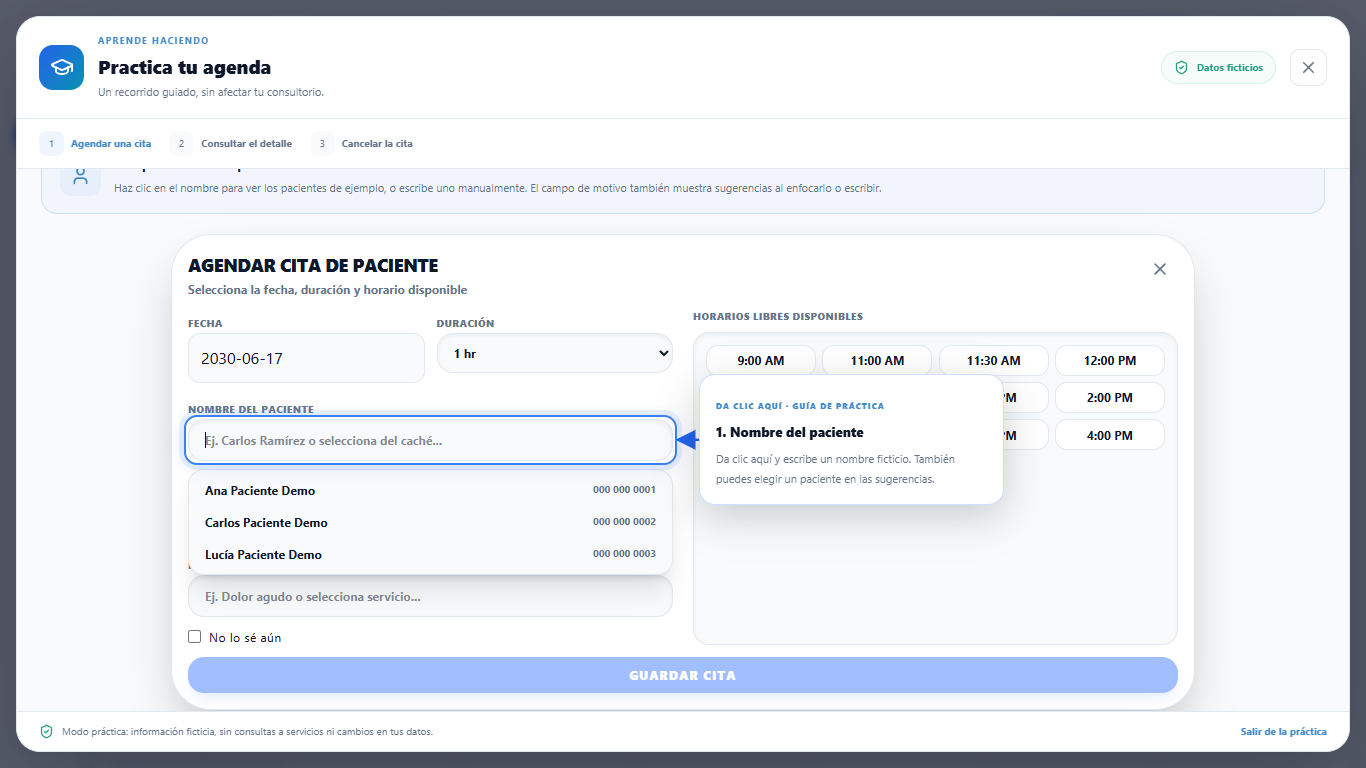 APRENDE HACIENDO
Practica tu agenda
Un recorrido guiado, sin afectar tu consultorio.
Datos ficticios
1 Agendar una cita
2 Consultar el detalle
3 Cancelar la cita
Haz clic en el nombre para ver los pacientes de ejemplo, o escribe uno manualmente. El campo de motivo también muestra sugerencias al enfocarlo o escribir.
AGENDAR CITA DE PACIENTE
Selecciona la fecha, duración y horario disponible
FECHA
2030-06-17
DURACIÓN
1 hr
NOMBRE DEL PACIENTE
Ej. Carlos Ramírez o selecciona del caché...
Ana Paciente Demo 000 000 0001
Carlos Paciente Demo 000 000 0002
Lucía Paciente Demo 000 000 0003
Ej. Dolor agudo o selecciona servicio...
No lo sé aún
HORARIOS LIBRES DISPONIBLES
9:00 AM 11:00 AM 11:30 AM 12:00 PM
2:00 PM
4:00 PM
DA CLIC AQUÍ · GUÍA DE PRÁCTICA
1. Nombre del paciente
Da clic aquí y escribe un nombre ficticio. También
puedes elegir un paciente en las sugerencias.
GUARDAR CITA
Modo práctica: información ficticia, sin consultas a servicios ni cambios en tus datos.
Salir de la práctica